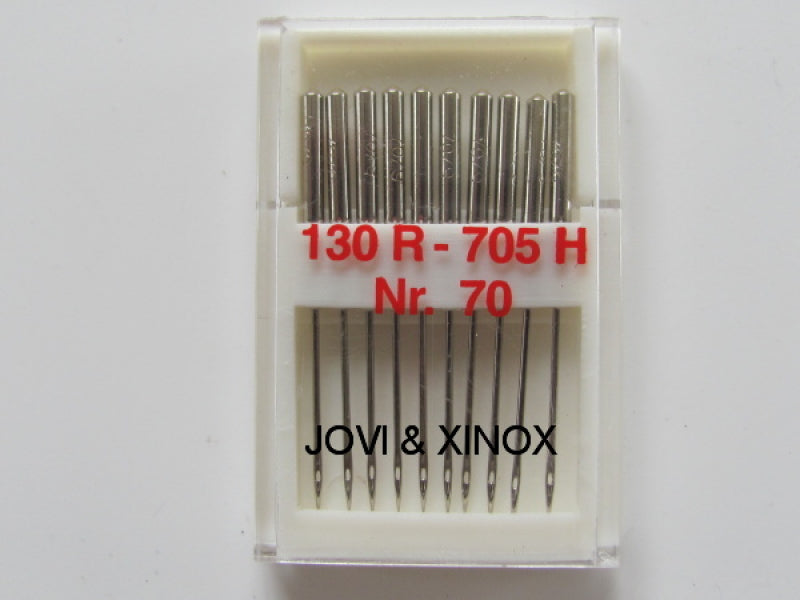 130 R - 705 H
Nr. 70
JOVI & XINOX